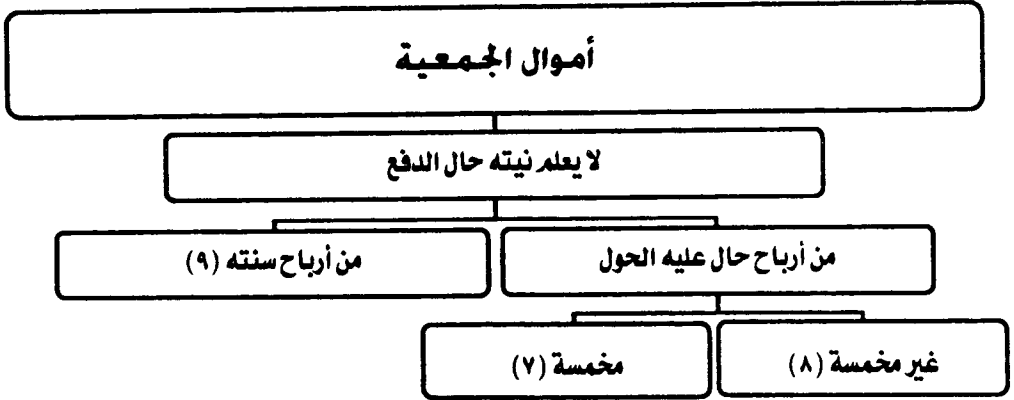 أموال الجمعية
لا يعلم نيته حال الدفع
من أرباح حال عليه الحول
من أرباح سنته (٩)
غير مخمسة (٨)
مخمسة (٧)